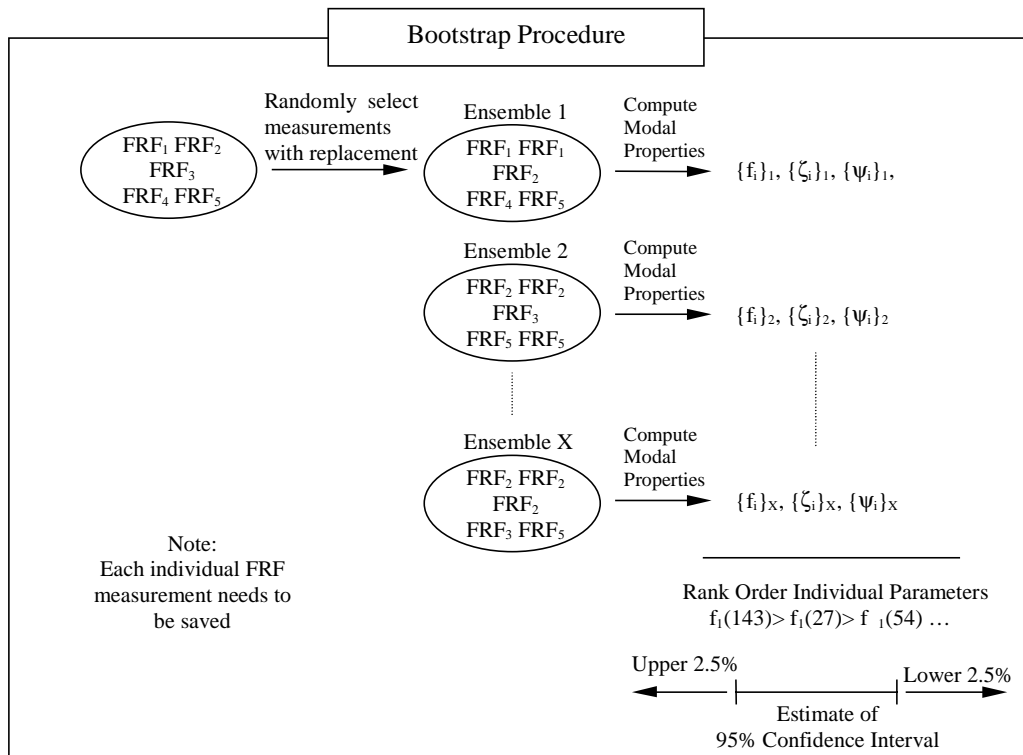 Bootstrap Procedure
Randomly select
measurements
with replacement
FRF₁ FRF₂
FRF₃
FRF₄ FRF₅
Ensemble 1
FRF₁ FRF₁
FRF₂
FRF₄ FRF₅
Compute
Modal
Properties
{fᵢ}₁, {ζᵢ}₁, {ψᵢ}₁,
Ensemble 2
FRF₂ FRF₂
FRF₃
FRF₅ FRF₅
Compute
Modal
Properties
{fᵢ}₂, {ζᵢ}₂, {ψᵢ}₂
Ensemble X
FRF₂ FRF₂
FRF₂
FRF₃ FRF₅
Compute
Modal
Properties
{fᵢ}X, {ζᵢ}X, {ψᵢ}X
Note:
Each individual FRF
measurement needs to
be saved
Rank Order Individual Parameters
f₁(143)> f₁(27)> f ₁(54) …
Upper 2.5%
Lower 2.5%
Estimate of
95% Confidence Interval